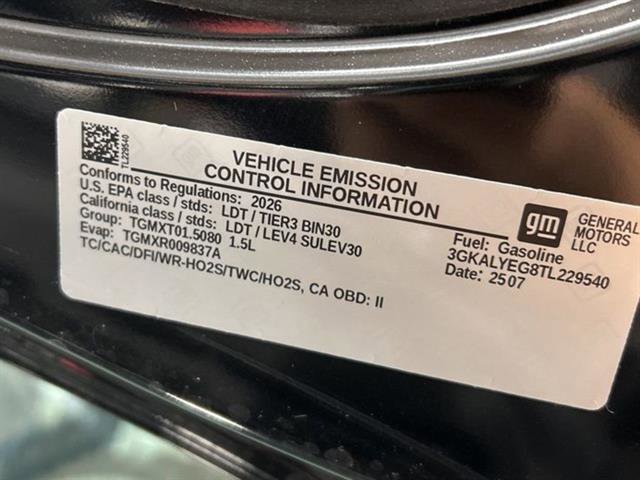 TL229540
VEHICLE EMISSION
CONTROL INFORMATION
Conforms to Regulations: 2026
U.S. EPA class / stds: LDT / TIER3 BIN30
California class / stds: LDT / LEV4 SULEV30
Group: TGMXT01.5080 1.5L
Evap: TGMXR009837A
TC/CAC/DFI/WR-HO2S/TWC/HO2S, CA OBD: II
gm
GENERAL
MOTORS
LLC
Fuel: Gasoline
3GKALYEG8TL229540
Date: 2507